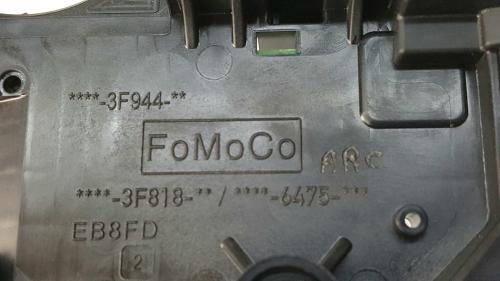 ****-3F944-**
FoMoCo
ARC
****-3F818-** / ****-6475-***
EB8FD
2